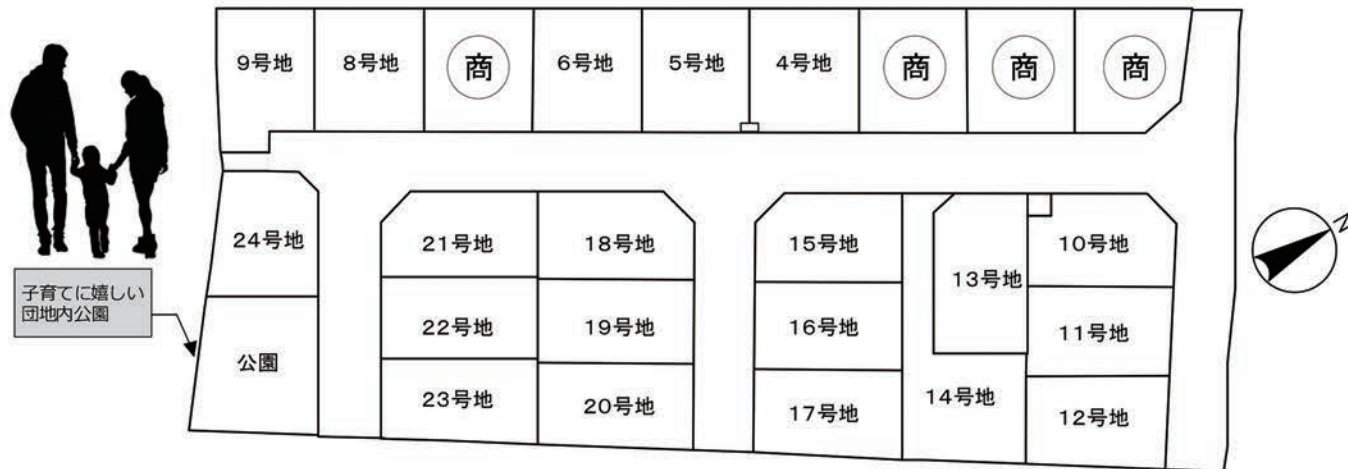 9号地
8号地
商
6号地
5号地
4号地
商
商
商
N
24号地
21号地
18号地
15号地
13号地
10号地
子育てに嬉しい
団地内公園
22号地
19号地
16号地
11号地
公園
23号地
20号地
17号地
14号地
12号地